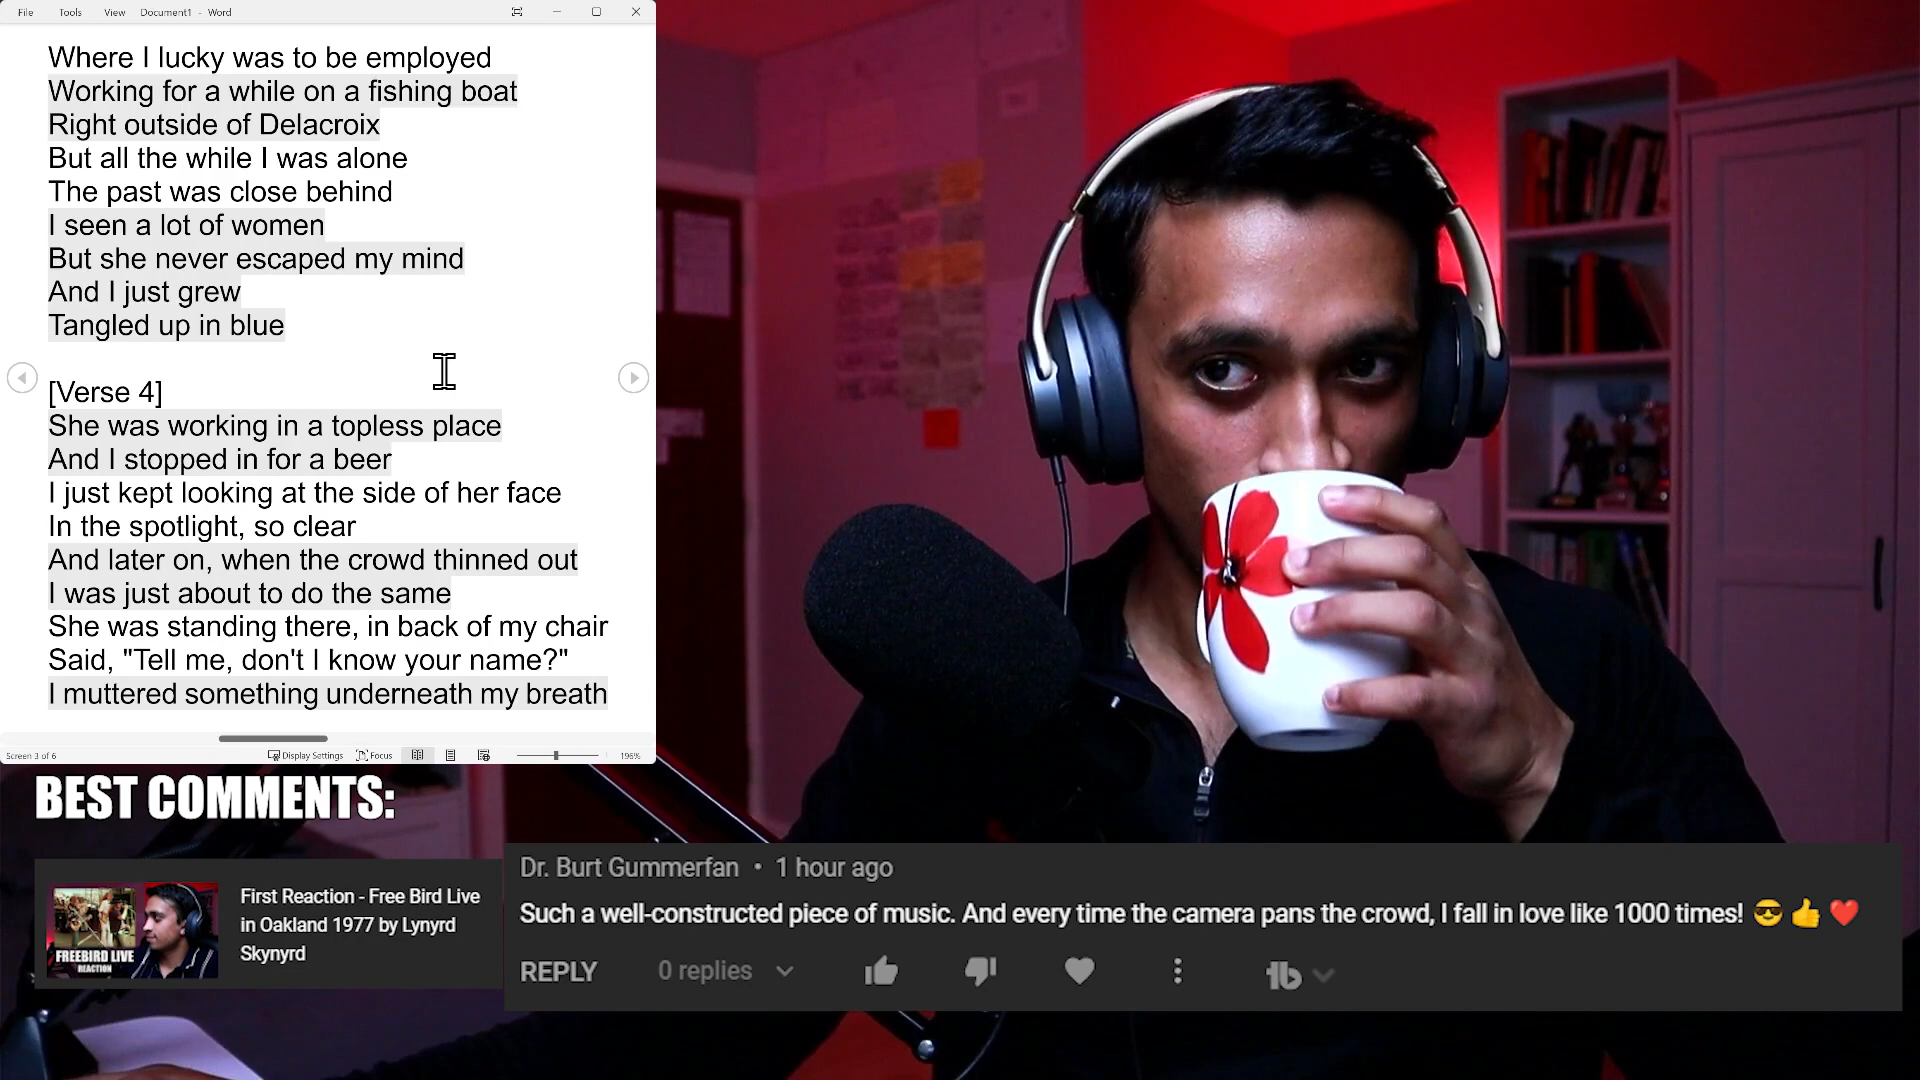 File Tools View Document1 - Word
Where I lucky was to be employed
Working for a while on a fishing boat
Right outside of Delacroix
But all the while I was alone
The past was close behind
I seen a lot of women
But she never escaped my mind
And I just grew
Tangled up in blue
[Verse 4]
She was working in a topless place
And I stopped in for a beer
I just kept looking at the side of her face
In the spotlight, so clear
And later on, when the crowd thinned out
I was just about to do the same
She was standing there, in back of my chair
Said, "Tell me, don't I know your name?"
I muttered something underneath my breath
Screen 3 of 6 Display Settings Focus 196%
BEST COMMENTS:
FREEBIRD LIVE
REACTION
First Reaction - Free Bird Live
in Oakland 1977 by Lynyrd
Skynyrd
Dr. Burt Gummerfan • 1 hour ago
Such a well-constructed piece of music. And every time the camera pans the crowd, I fall in love like 1000 times! 😎👍❤️
REPLY 0 replies